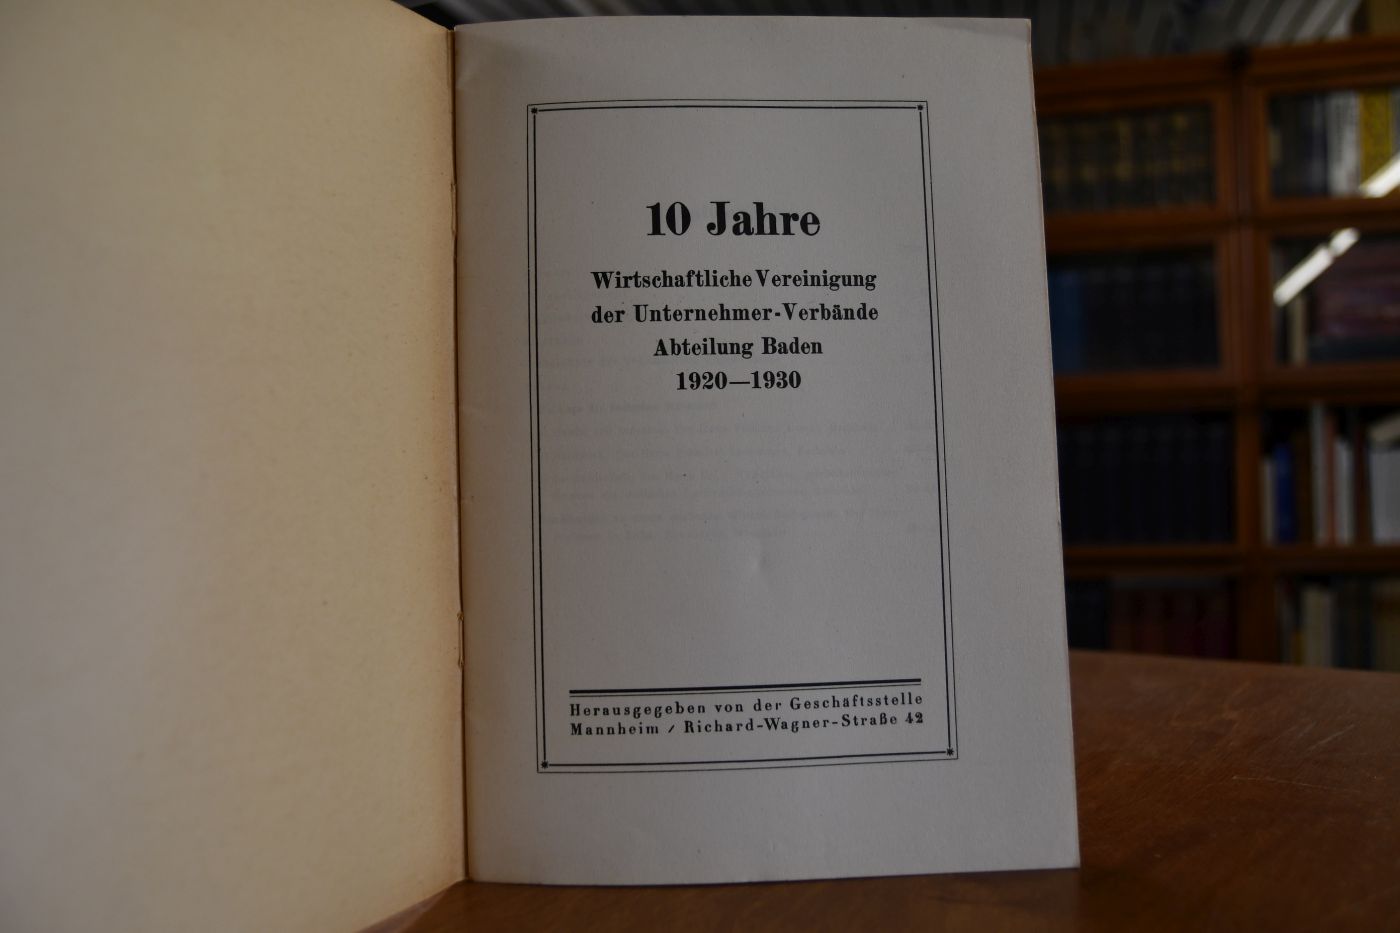 10 Jahre
Wirtschaftliche Vereinigung
der Unternehmer-Verbände
Abteilung Baden
1920—1930
Herausgegeben von der Geschäftsstelle
Mannheim / Richard-Wagner-Straße 42